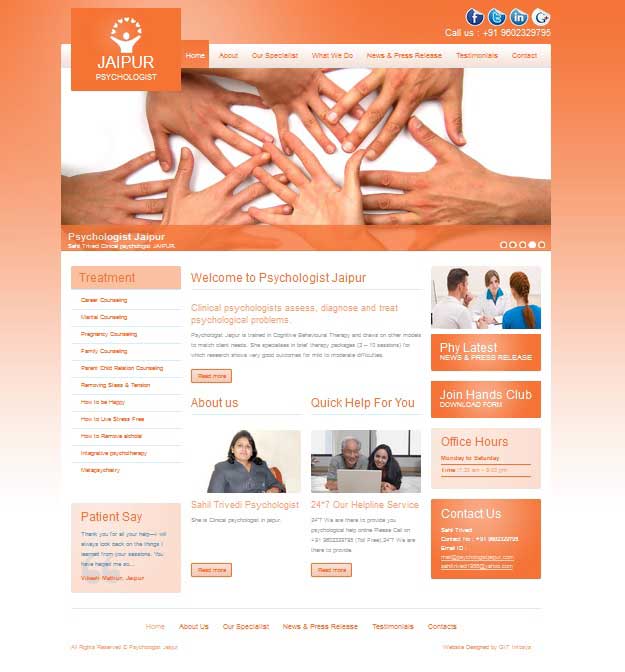 JAIPUR
PSYCHOLOGIST
Call us : +91 9602329795
Home About Our Specialist What We Do News & Press Release Testimonials Contact
Psychologist Jaipur
Sahil Trivedi Clinical psychologist JAIPUR.
Treatment
Career Counseling
Marital Counseling
Pregnancy Counseling
Family Counseling
Parent Child Relation Counseling
Removing Stress & Tension
How to be Happy
How to Live Stress Free
How to Remove alchohal
Integrative psychotherapy
Matapsychatry
Patient Say
Thank you for all your help—I will
always look back on the things I
learned from your sessions. You
have helped me so...
Vikash Mathur, Jaipur
Welcome to Psychologist Jaipur
Clinical psychologists assess, diagnose and treat
psychological problems.
Psychologist Jaipur is trained in Cognitive Behavioural Therapy and draws on other models
to match client needs. She specialises in brief therapy packages (3 – 10 sessions) for
which research shows very good outcomes for mild to moderate difficulties.
Read more
About us
Sahil Trivedi Psychologist
She is Clinical psychologist in jaipur.
Read more
Quick Help For You
24*7 Our Helpline Service
24*7 We are there to provide you
psychological help online Please Call on
+91 9602329795 (Toll Free).24*7 We are
there to provide.
Read more
Phy Latest
NEWS & PRESS RELEASE
Join Hands Club
DOWNLOAD FORM
Office Hours
Monday to Saturday
Time :
Contact Us
Sahil Trivedi
Contact No : +91 9602329795
Email ID :
mail@psychologistjaipur.com
sahiltrivedi1988@yahoo.com
Home About Us Our Specialist News & Press Release Testimonials Contacts
All Rights Reserved © Psychologist Jaipur
Website Designed by GIIT Infosys